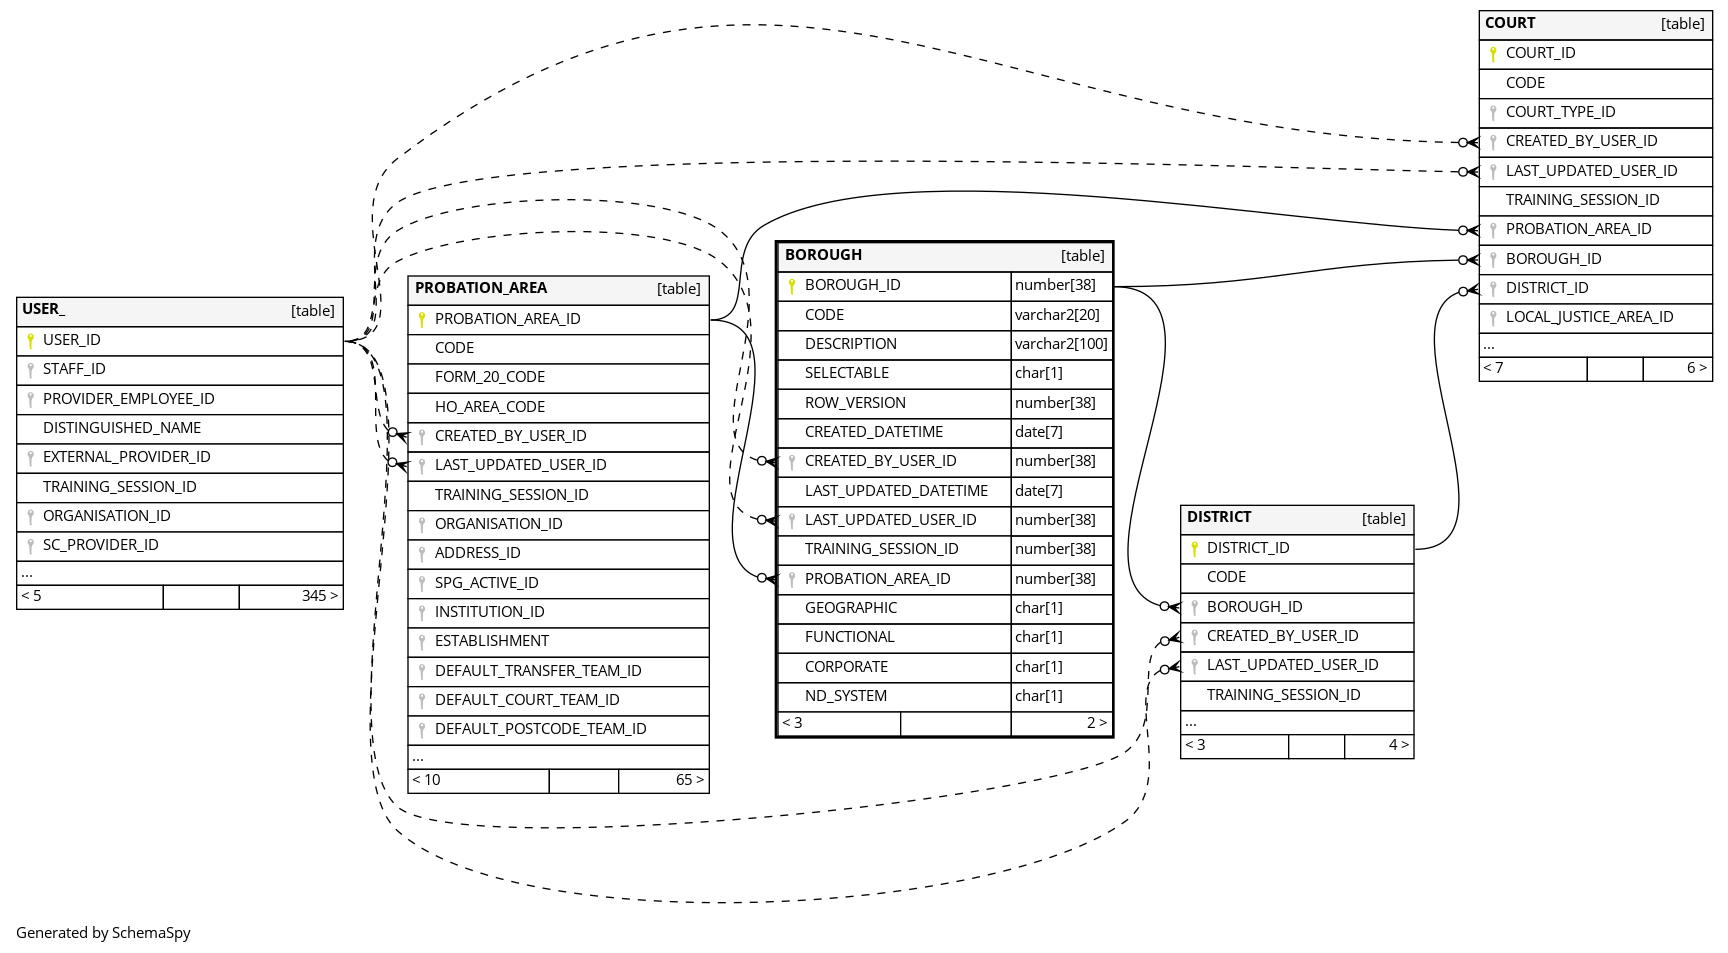 USER_ [table]
USER_ID
STAFF_ID
PROVIDER_EMPLOYEE_ID
DISTINGUISHED_NAME
EXTERNAL_PROVIDER_ID
TRAINING_SESSION_ID
ORGANISATION_ID
SC_PROVIDER_ID
...
< 5 345 >
PROBATION_AREA [table]
PROBATION_AREA_ID
CODE
FORM_20_CODE
HO_AREA_CODE
CREATED_BY_USER_ID
LAST_UPDATED_USER_ID
TRAINING_SESSION_ID
ORGANISATION_ID
ADDRESS_ID
SPG_ACTIVE_ID
INSTITUTION_ID
ESTABLISHMENT
DEFAULT_TRANSFER_TEAM_ID
DEFAULT_COURT_TEAM_ID
DEFAULT_POSTCODE_TEAM_ID
...
< 10 65 >
BOROUGH [table]
BOROUGH_ID number[38]
CODE varchar2[20]
DESCRIPTION varchar2[100]
SELECTABLE char[1]
ROW_VERSION number[38]
CREATED_DATETIME date[7]
CREATED_BY_USER_ID number[38]
LAST_UPDATED_DATETIME date[7]
LAST_UPDATED_USER_ID number[38]
TRAINING_SESSION_ID number[38]
PROBATION_AREA_ID number[38]
GEOGRAPHIC char[1]
FUNCTIONAL char[1]
CORPORATE char[1]
ND_SYSTEM char[1]
< 3 2 >
DISTRICT [table]
DISTRICT_ID
CODE
BOROUGH_ID
CREATED_BY_USER_ID
LAST_UPDATED_USER_ID
TRAINING_SESSION_ID
...
< 3 4 >
COURT [table]
COURT_ID
CODE
COURT_TYPE_ID
CREATED_BY_USER_ID
LAST_UPDATED_USER_ID
TRAINING_SESSION_ID
PROBATION_AREA_ID
BOROUGH_ID
DISTRICT_ID
LOCAL_JUSTICE_AREA_ID
...
< 7 6 >
Generated by SchemaSpy